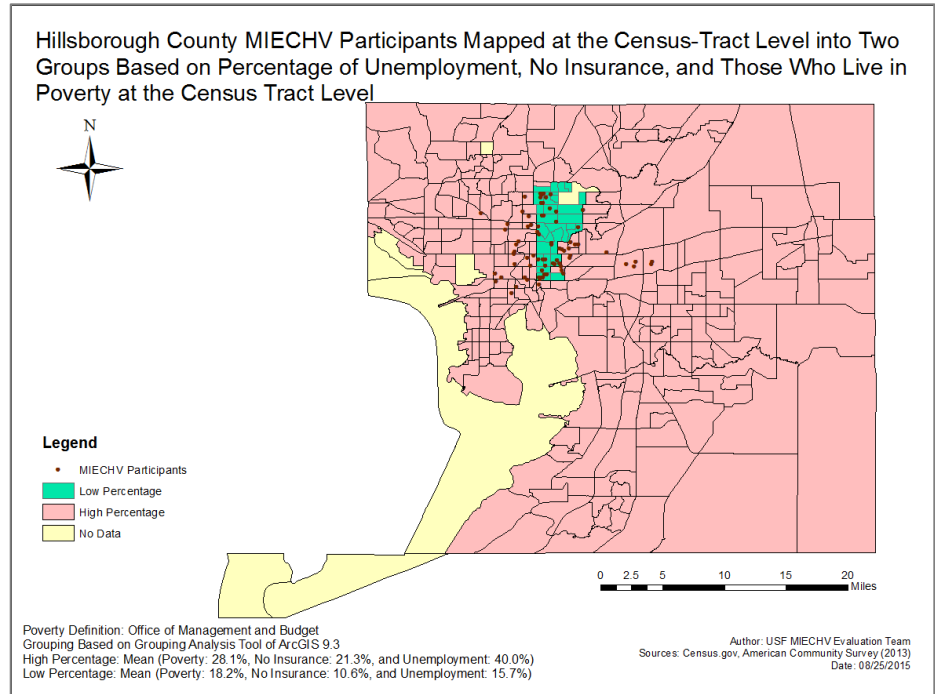 Hillsborough County MIECHV Participants Mapped at the Census-Tract Level into Two
Groups Based on Percentage of Unemployment, No Insurance, and Those Who Live in
Poverty at the Census Tract Level
N
Legend
MIECHV Participants
Low Percentage
High Percentage
No Data
0 2.5 5 10 15 20
Miles
Poverty Definition: Office of Management and Budget
Grouping Based on Grouping Analysis Tool of ArcGIS 9.3
High Percentage: Mean (Poverty: 28.1%, No Insurance: 21.3%, and Unemployment: 40.0%)
Low Percentage: Mean (Poverty: 18.2%, No Insurance: 10.6%, and Unemployment: 15.7%)
Author: USF MIECHV Evaluation Team
Sources: Census.gov, American Community Survey (2013)
Date: 08/25/2015